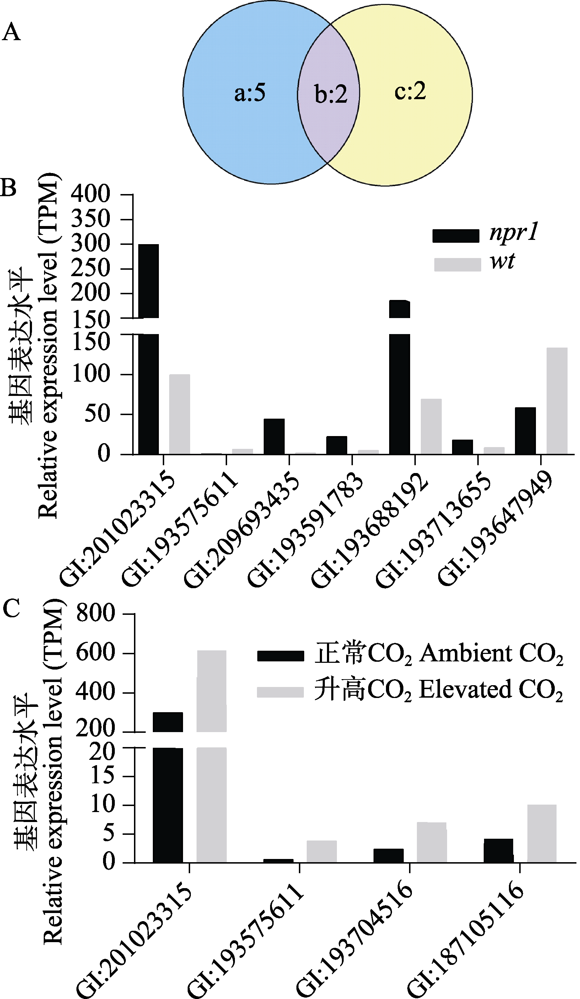 A
a:5
b:2
c:2
B
基因表达水平
Relative expression level (TPM)
400
350
300
250
200
150
150
100
50
0
npr1
wt
GI:201023315
GI:193575611
GI:209693435
GI:193591783
GI:193688192
GI:193713655
GI:193647949
C
基因表达水平
Relative expression level (TPM)
800
600
400
200
20
15
10
5
0
正常CO₂ Ambient CO₂
升高CO₂ Elevated CO₂
GI:201023315
GI:193575611
GI:193704516
GI:187105116